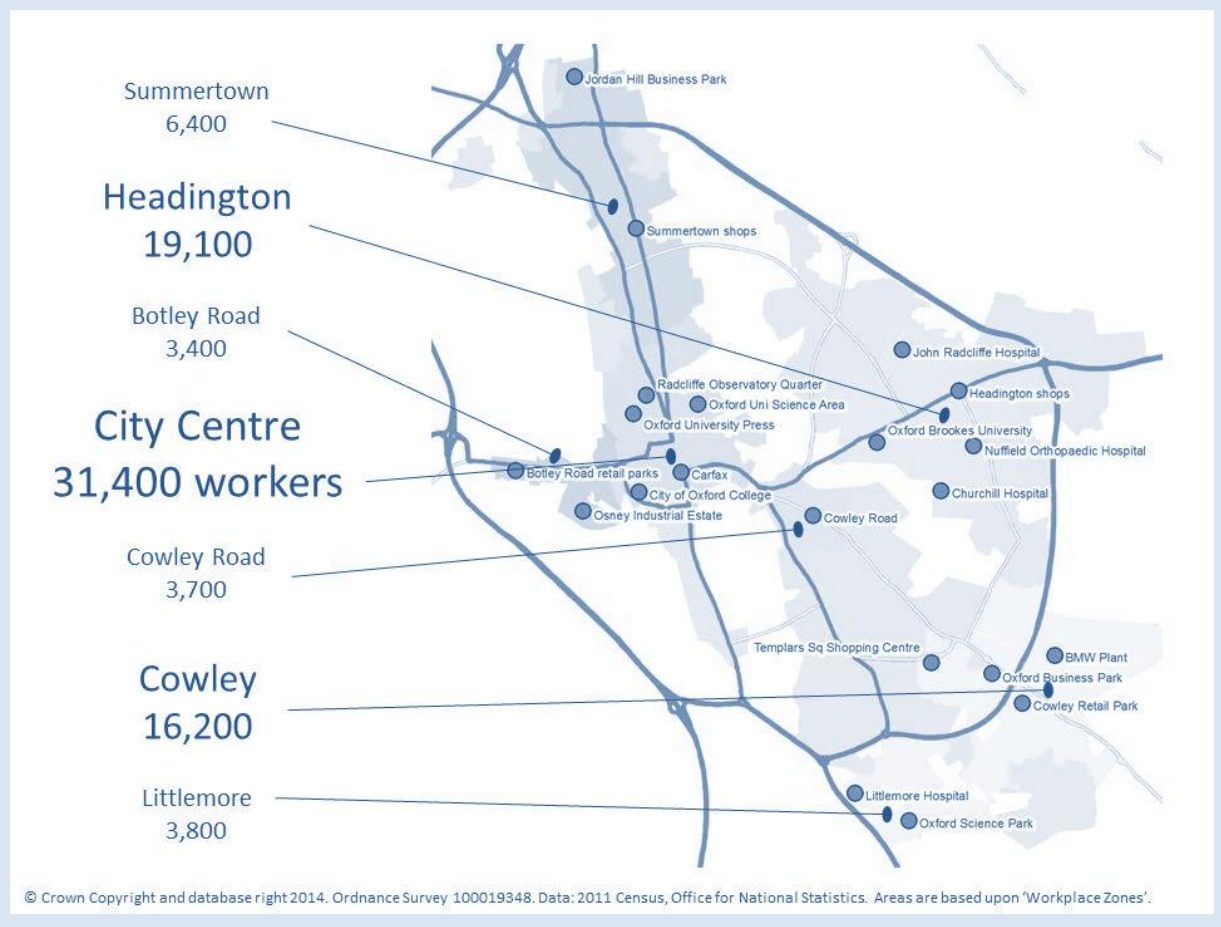 Summertown
6,400
Headington
19,100
Botley Road
3,400
City Centre
31,400 workers
Cowley Road
3,700
Cowley
16,200
Littlemore
3,800
Jordan Hill Business Park
Summertown shops
John Radcliffe Hospital
Radcliffe Observatory Quarter
Headington shops
Oxford Uni Science Area
Oxford University Press
Oxford Brookes University
Nuffield Orthopaedic Hospital
Botley Road retail parks
Carfax
City of Oxford College
Churchill Hospital
Osney Industrial Estate
Cowley Road
Templars Sq Shopping Centre
BMW Plant
Oxford Business Park
Cowley Retail Park
Littlemore Hospital
Oxford Science Park
© Crown Copyright and database right 2014. Ordnance Survey 100019348. Data: 2011 Census, Office for National Statistics. Areas are based upon ‘Workplace Zones’.